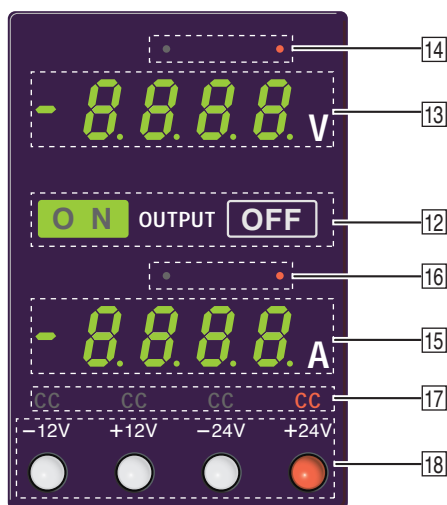 14
-8.8.8.8. V
13
ON OUTPUT OFF
12
16
-8.8.8.8 A
15
CC CC CC CC
17
−12V +12V −24V +24V
18